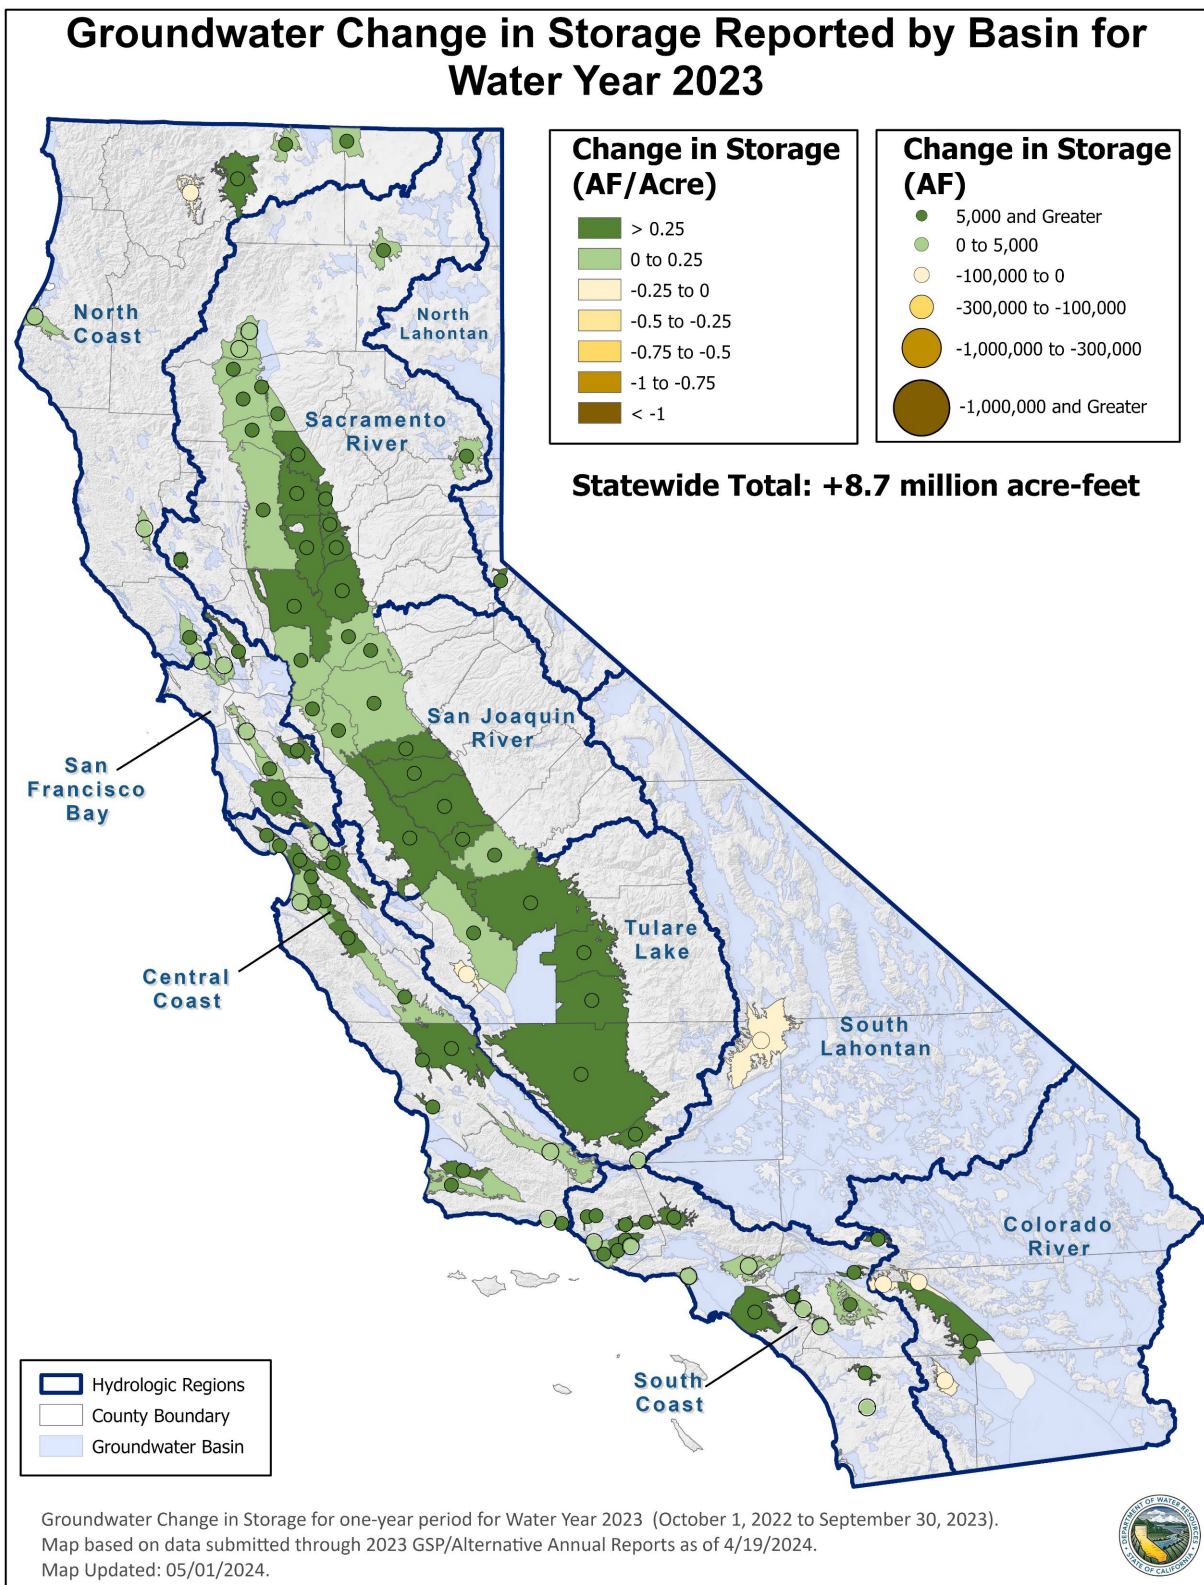 Groundwater Change in Storage Reported by Basin for
Water Year 2023
Change in Storage
(AF/Acre)
> 0.25
0 to 0.25
-0.25 to 0
-0.5 to -0.25
-0.75 to -0.5
-1 to -0.75
< -1
Change in Storage
(AF)
5,000 and Greater
0 to 5,000
-100,000 to 0
-300,000 to -100,000
-1,000,000 to -300,000
-1,000,000 and Greater
Statewide Total: +8.7 million acre-feet
North
Coast
North
Lahontan
Sacramento
River
San Joaquin
River
San
Francisco
Bay
Tulare
Lake
Central
Coast
South
Lahontan
Colorado
River
South
Coast
Hydrologic Regions
County Boundary
Groundwater Basin
Groundwater Change in Storage for one-year period for Water Year 2023 (October 1, 2022 to September 30, 2023).
Map based on data submitted through 2023 GSP/Alternative Annual Reports as of 4/19/2024.
Map Updated: 05/01/2024.
DEPARTMENT OF WATER RESOURCES
STATE OF CALIFORNIA